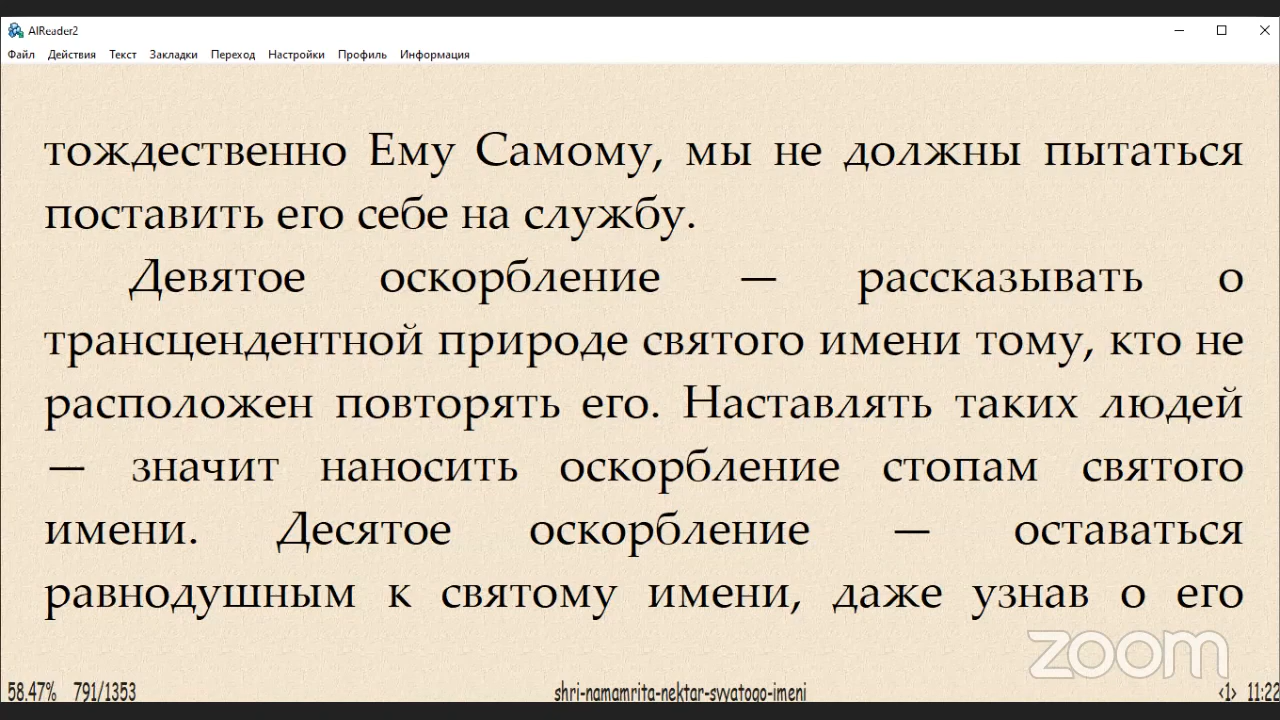 AlReader2
Файл Действия Текст Закладки Переход Настройки Профиль Информация
тождественно Ему Самому, мы не должны пытаться
поставить его себе на службу.
Девятое оскорбление — рассказывать о
трансцендентной природе святого имени тому, кто не
расположен повторять его. Наставлять таких людей
— значит наносить оскорбление стопам святого
имени. Десятое оскорбление — оставаться
равнодушным к святому имени, даже узнав о его
zoom
58.47% 791/1353 shri-namamrita-nektar-svyatogo-imeni ‹1› 11:22